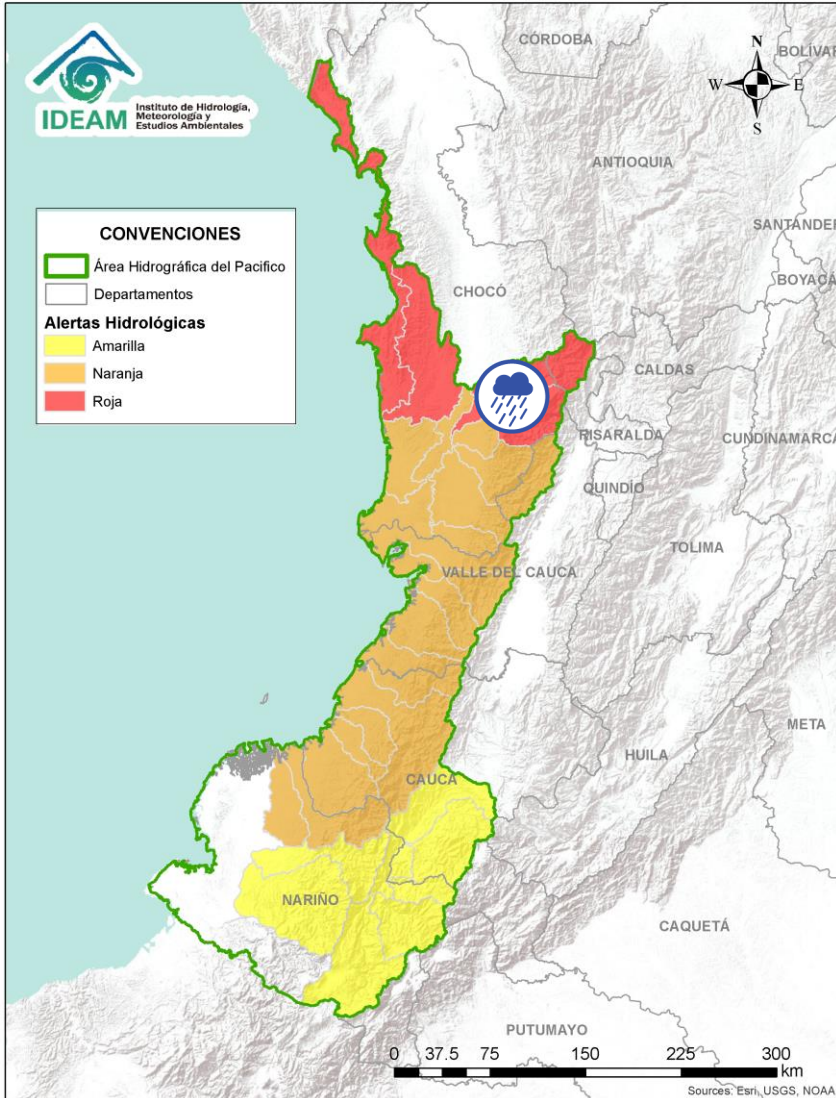 CÓRDOBA
BOLÍVAR
N
W E
S
IDEAM
Instituto de Hidrología,
Meteorología y
Estudios Ambientales
ANTIOQUIA
SANTANDER
BOYACÁ
CONVENCIONES
Área Hidrográfica del Pacifico
Departamentos
Alertas Hidrológicas
Amarilla
Naranja
Roja
CHOCÓ
CALDAS
RISARALDA
CUNDINAMARCA
QUINDÍO
TOLIMA
VALLE DEL CAUCA
META
HUILA
CAUCA
NARIÑO
CAQUETÁ
PUTUMAYO
0 37.5 75 150 225 300
km
Sources: Esri, USGS, NOAA